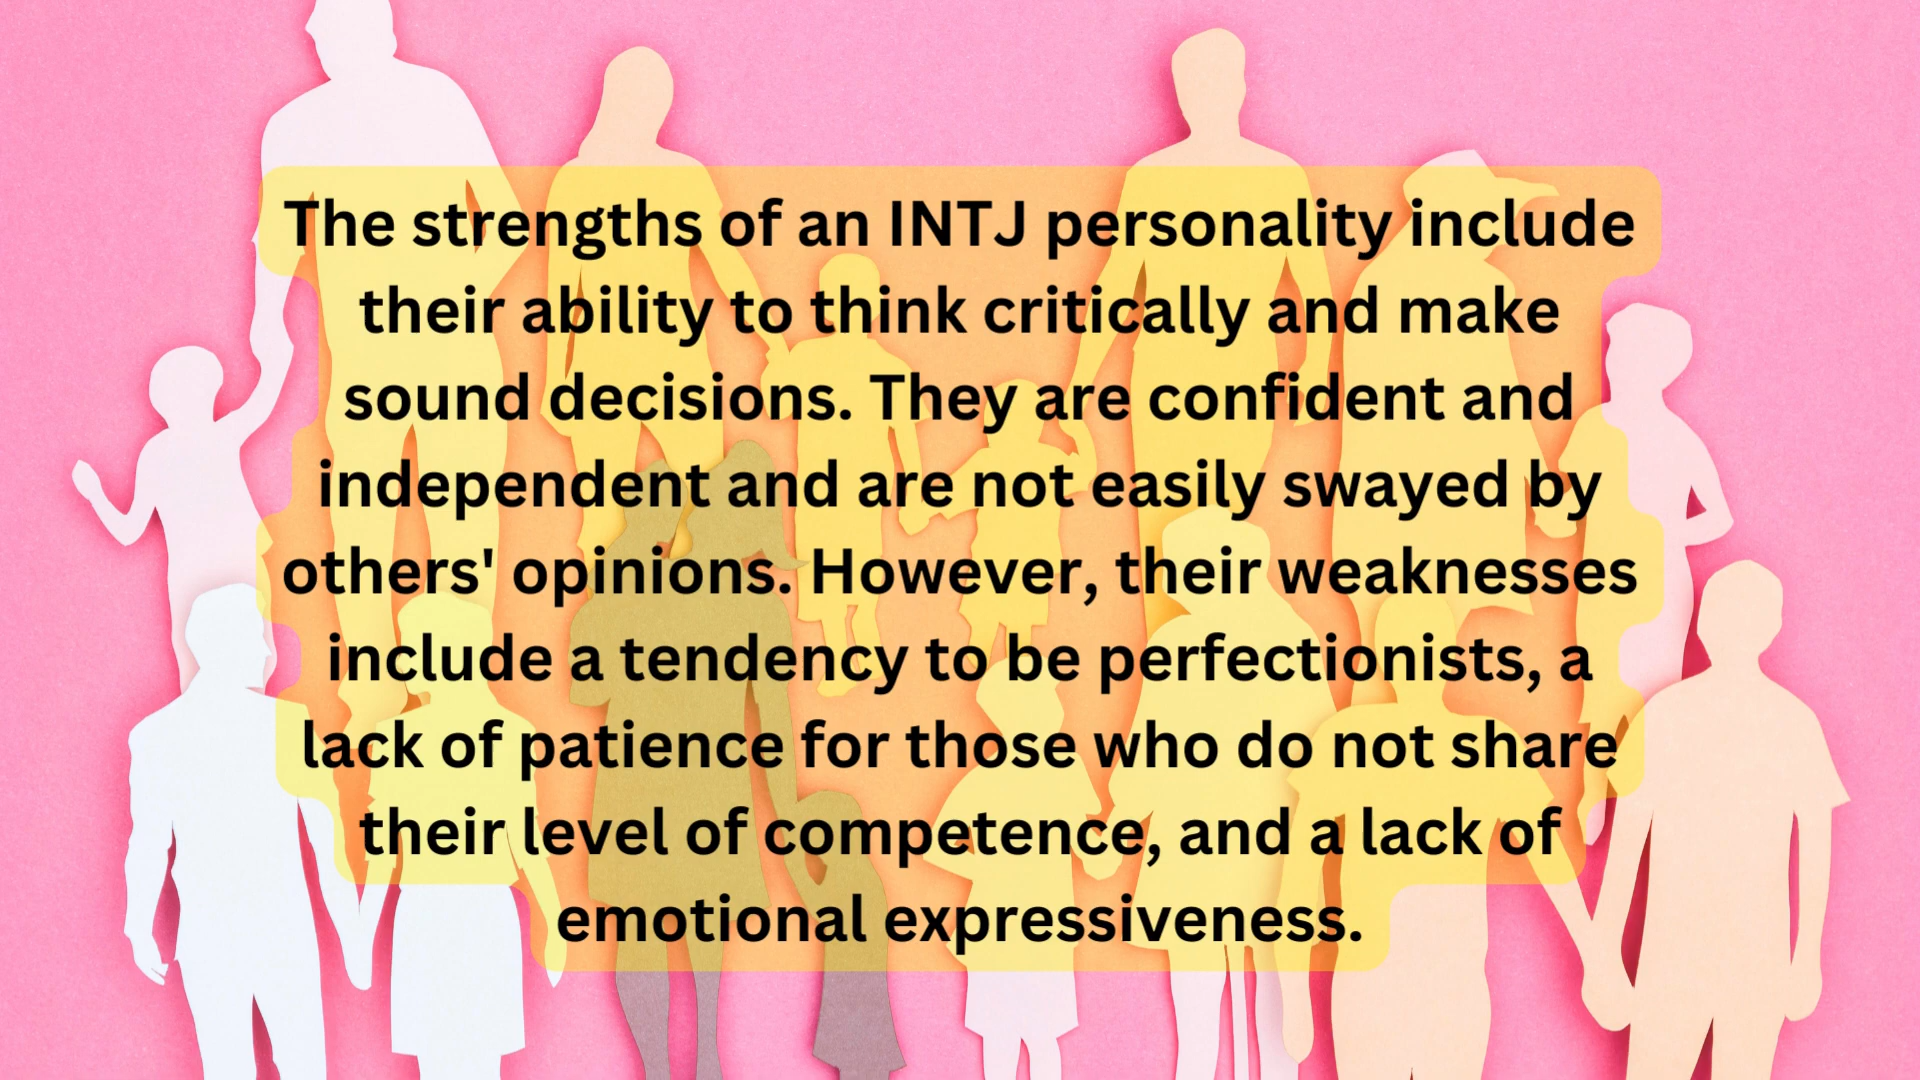 The strengths of an INTJ personality include
their ability to think critically and make
sound decisions. They are confident and
independent and are not easily swayed by
others' opinions. However, their weaknesses
include a tendency to be perfectionists, a
lack of patience for those who do not share
their level of competence, and a lack of
emotional expressiveness.